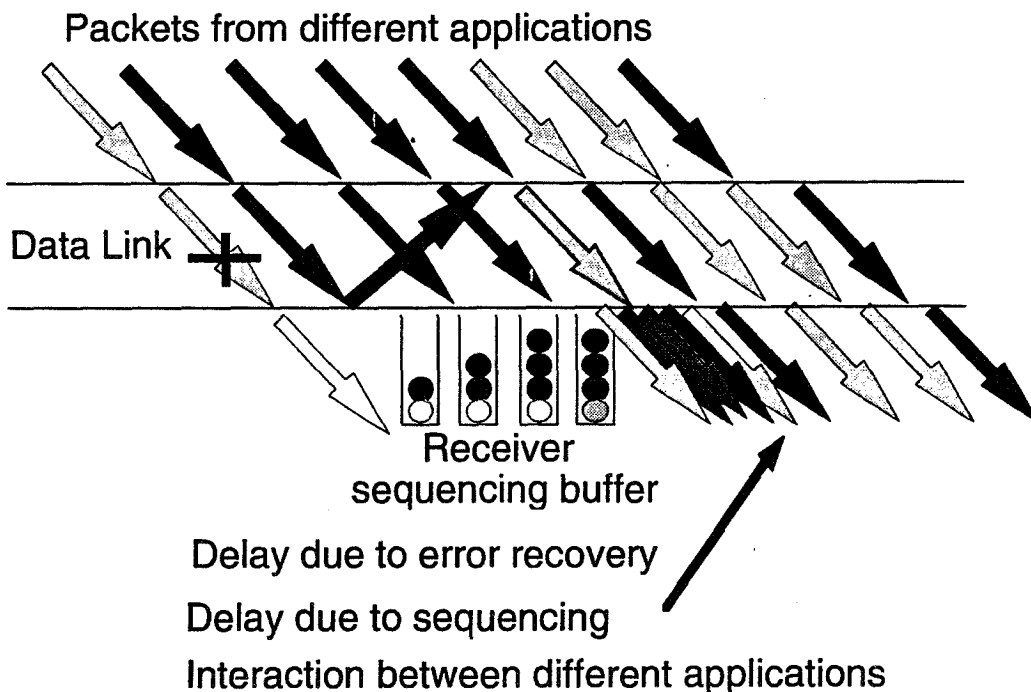 Packets from different applications
Data Link
Receiver
sequencing buffer
Delay due to error recovery
Delay due to sequencing
Interaction between different applications